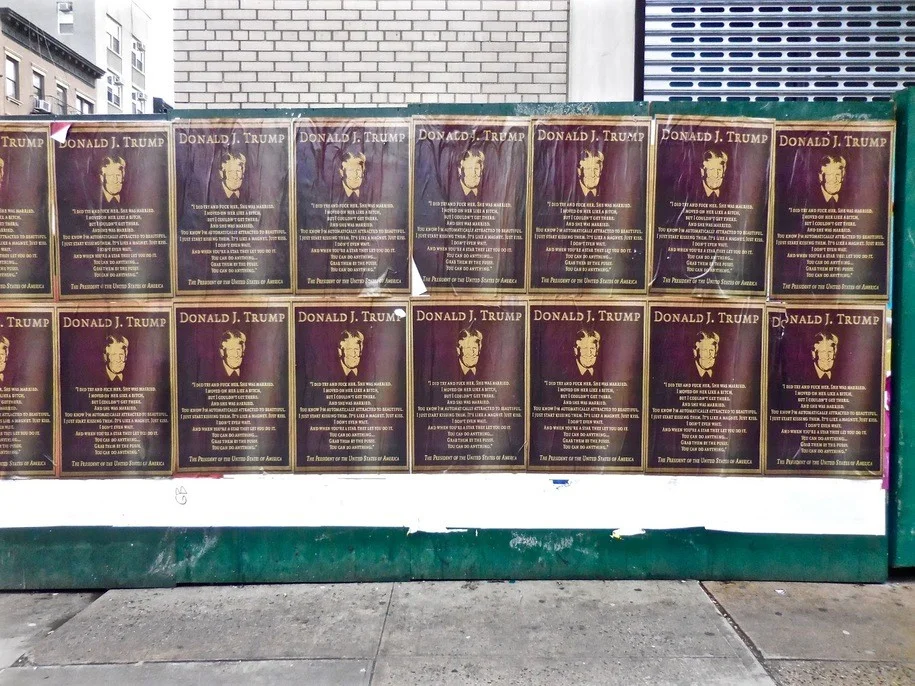 DONALD J. TRUMP
"I DID TRY AND FUCK HER. SHE WAS MARRIED.
I MOVED ON HER LIKE A BITCH,
BUT I COULDN'T GET THERE.
AND SHE WAS MARRIED.
YOU KNOW I'M AUTOMATICALLY ATTRACTED TO BEAUTIFUL.
I JUST START KISSING THEM. IT'S LIKE A MAGNET. JUST KISS.
I DON'T EVEN WAIT.
AND WHEN YOU'RE A STAR THEY LET YOU DO IT.
YOU CAN DO ANYTHING...
GRAB THEM BY THE PUSSY.
YOU CAN DO ANYTHING."
THE PRESIDENT OF THE UNITED STATES OF AMERICA